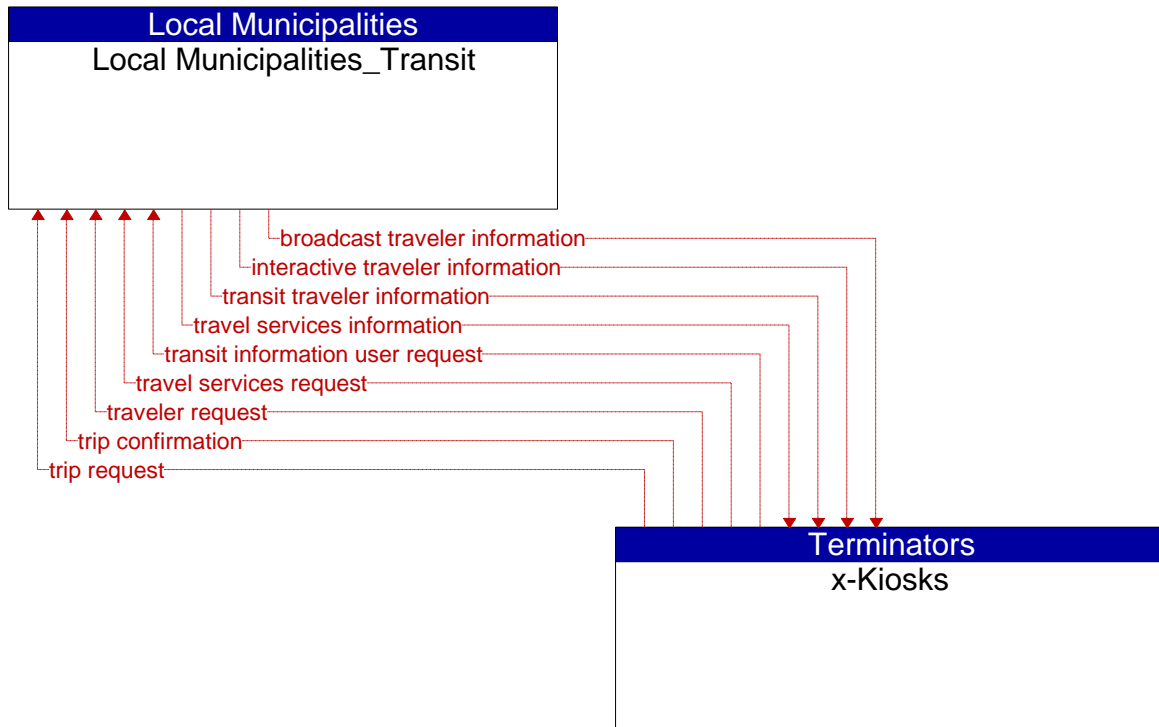 Local Municipalities
Local Municipalities_Transit
broadcast traveler information
interactive traveler information
transit traveler information
travel services information
transit information user request
travel services request
traveler request
trip confirmation
trip request
Terminators
x-Kiosks